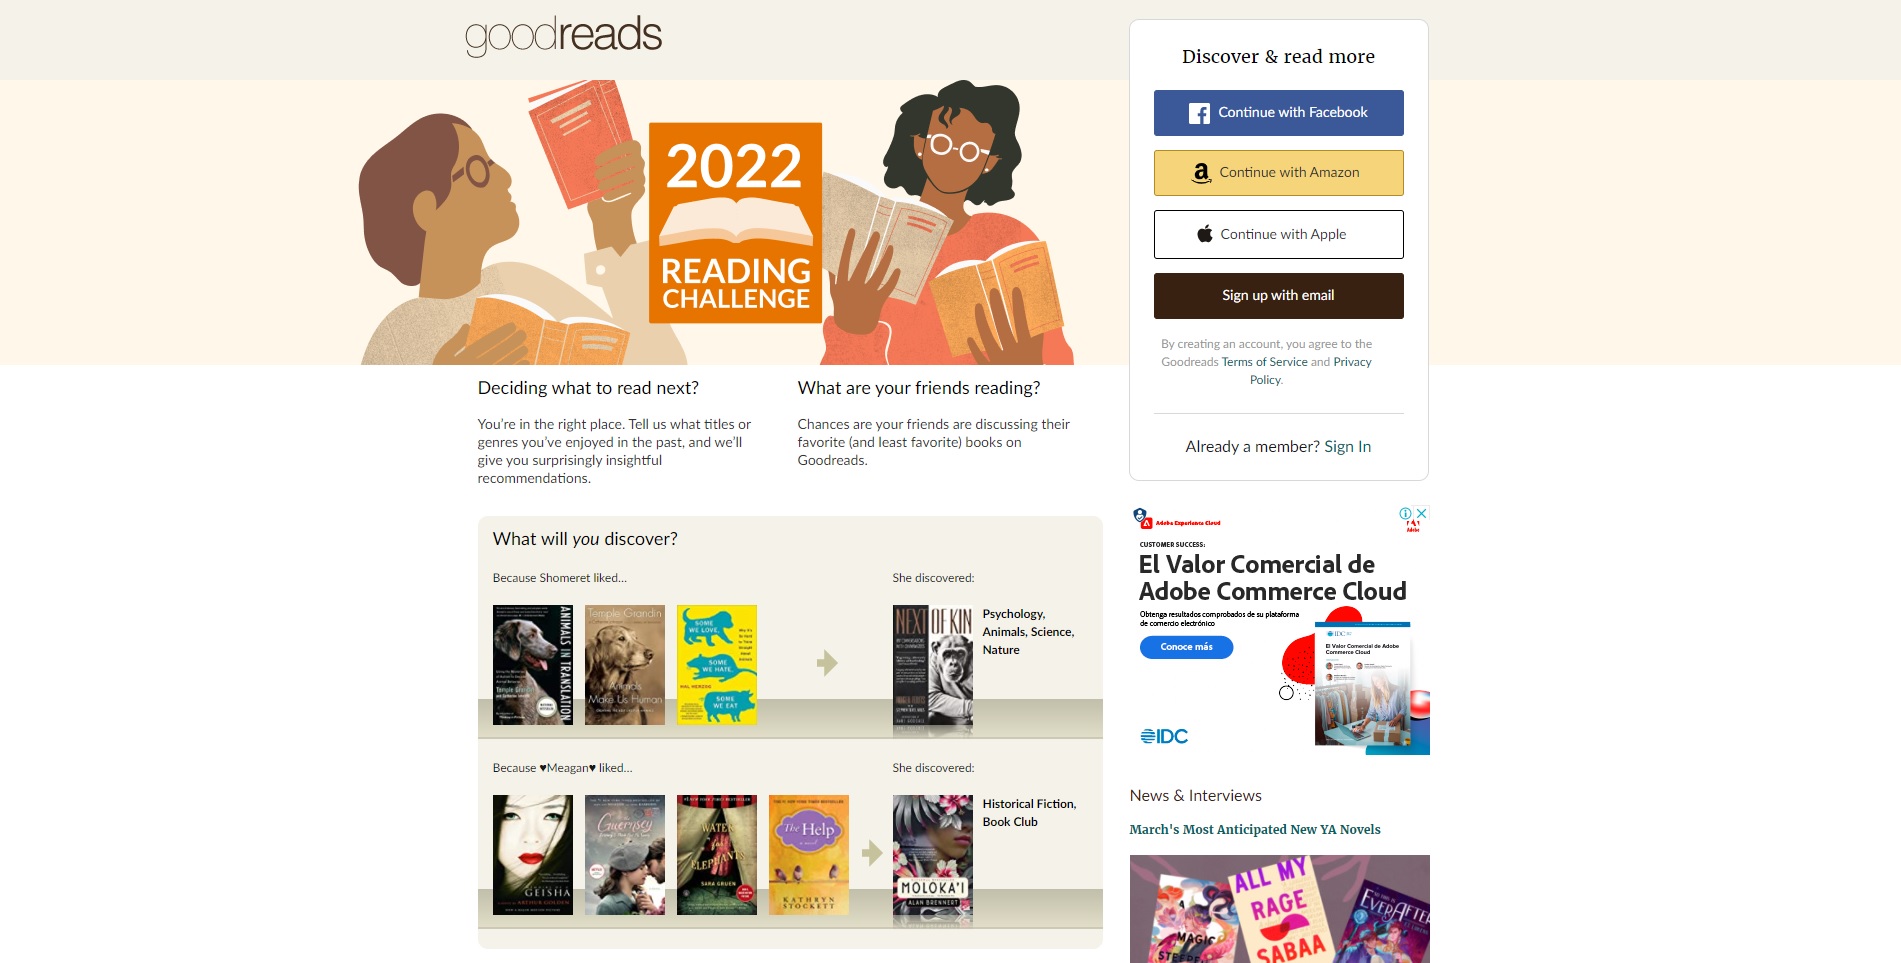 goodreads
2022
READING
CHALLENGE
Discover & read more
Continue with Facebook
Continue with Amazon
Continue with Apple
Sign up with email
By creating an account, you agree to the
Goodreads Terms of Service and Privacy
Policy.
Already a member? Sign In
Deciding what to read next?
You’re in the right place. Tell us what titles or
genres you’ve enjoyed in the past, and we’ll
give you surprisingly insightful
recommendations.
What are your friends reading?
Chances are your friends are discussing their
favorite (and least favorite) books on
Goodreads.
What will you discover?
Because Shomeret liked…
She discovered:
ANIMALS IN TRANSLATION
Temple Grandin
Temple Grandin
Animals
Make Us Human
SOME
WE LOVE,
SOME
WE HATE,
HAL HERZOG
SOME
WE EAT
NEXT OF KIN
Psychology,
Animals, Science,
Nature
Because ♥Meagan♥ liked…
She discovered:
GEISHA
ARTHUR GOLDEN
Guernsey
WATER
for
ELEPHANTS
SARA GRUEN
The Help
a novel
KATHRYN
STOCKETT
MOLOKA'I
ALAN BRENNERT
Historical Fiction,
Book Club
Adobe Experience Cloud
Adobe
CUSTOMER SUCCESS:
El Valor Comercial de
Adobe Commerce Cloud
Obtenga resultados comprobados de su plataforma
de comercio electrónico
Conoce más
IDC
El Valor Comercial de Adobe
Commerce Cloud
IDC
News & Interviews
March's Most Anticipated New YA Novels
MAGIC
STEEPED
ALL MY
RAGE
SABAA
EVERAFTER